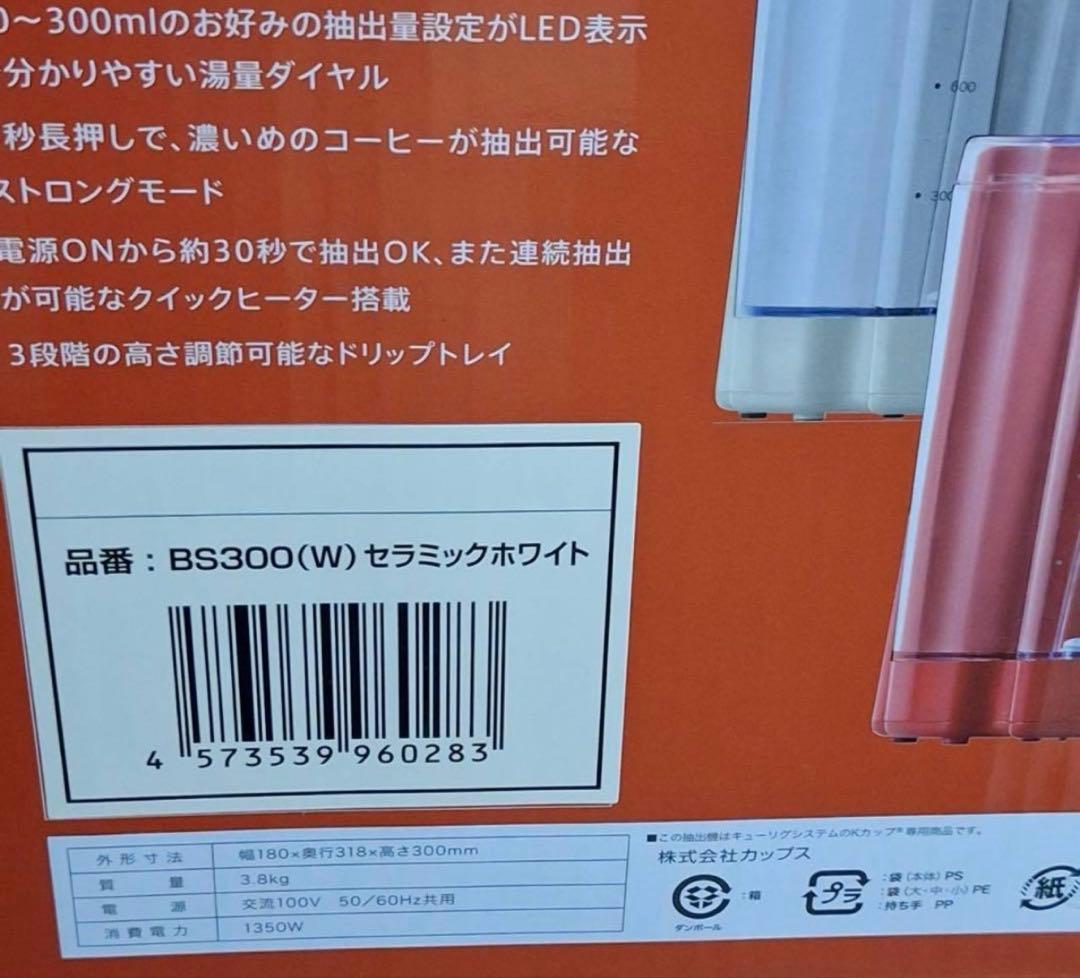 0〜300mlのお好みの抽出量設定がLED表示
分かりやすい湯量ダイヤル
秒長押しで、濃いめのコーヒーが抽出可能な
ストロングモード
電源ONから約30秒で抽出OK、また連続抽出
が可能なクイックヒーター搭載
3段階の高さ調節可能なドリップトレイ
600
300
品番：BS300(W)セラミックホワイト
4 573539 960283
外形寸法 幅180×奥行318×高さ300mm
質量 3.8kg
電源 交流100V 50/60Hz共用
消費電力 1350W
■この抽出機はキューリグシステムのKカップ®専用商品です。
株式会社カップス
：箱
ダンボール
プラ
：袋（本体）PS
：袋（大・中・小）PE
：持ち手 PP
紙